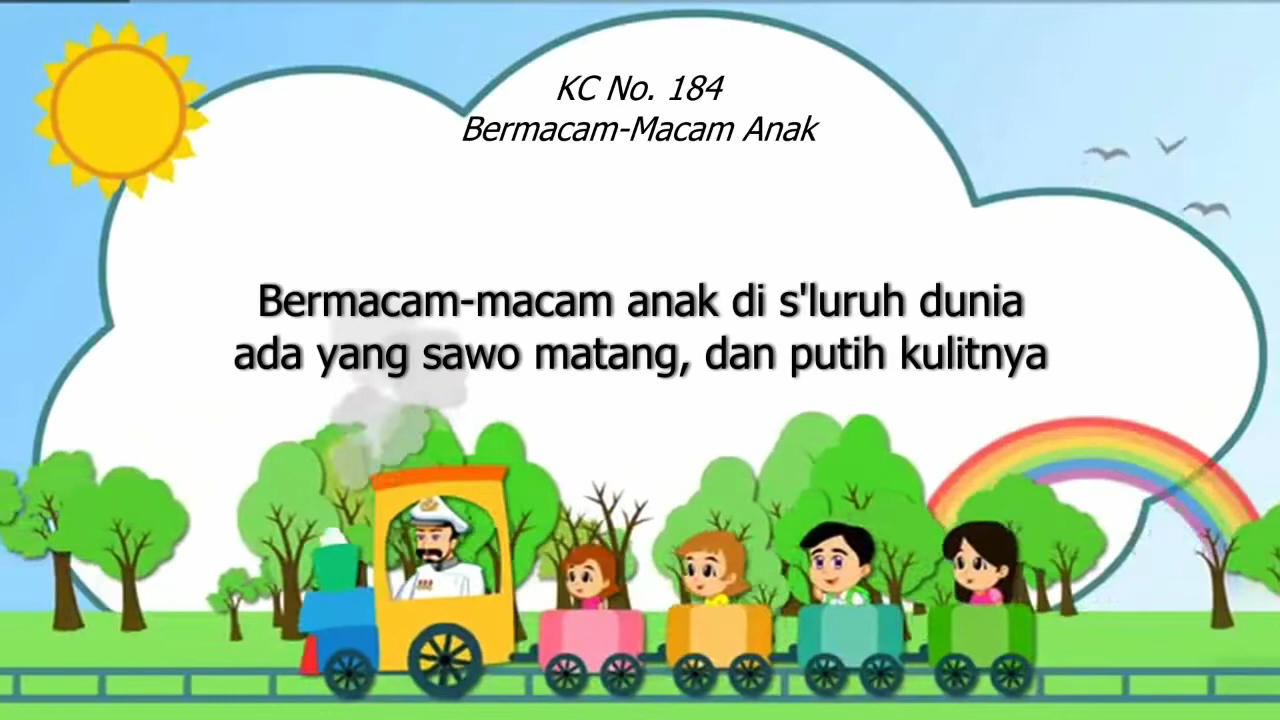 KC No. 184
Bermacam-Macam Anak
Bermacam-macam anak di s'luruh dunia
ada yang sawo matang, dan putih kulitnya